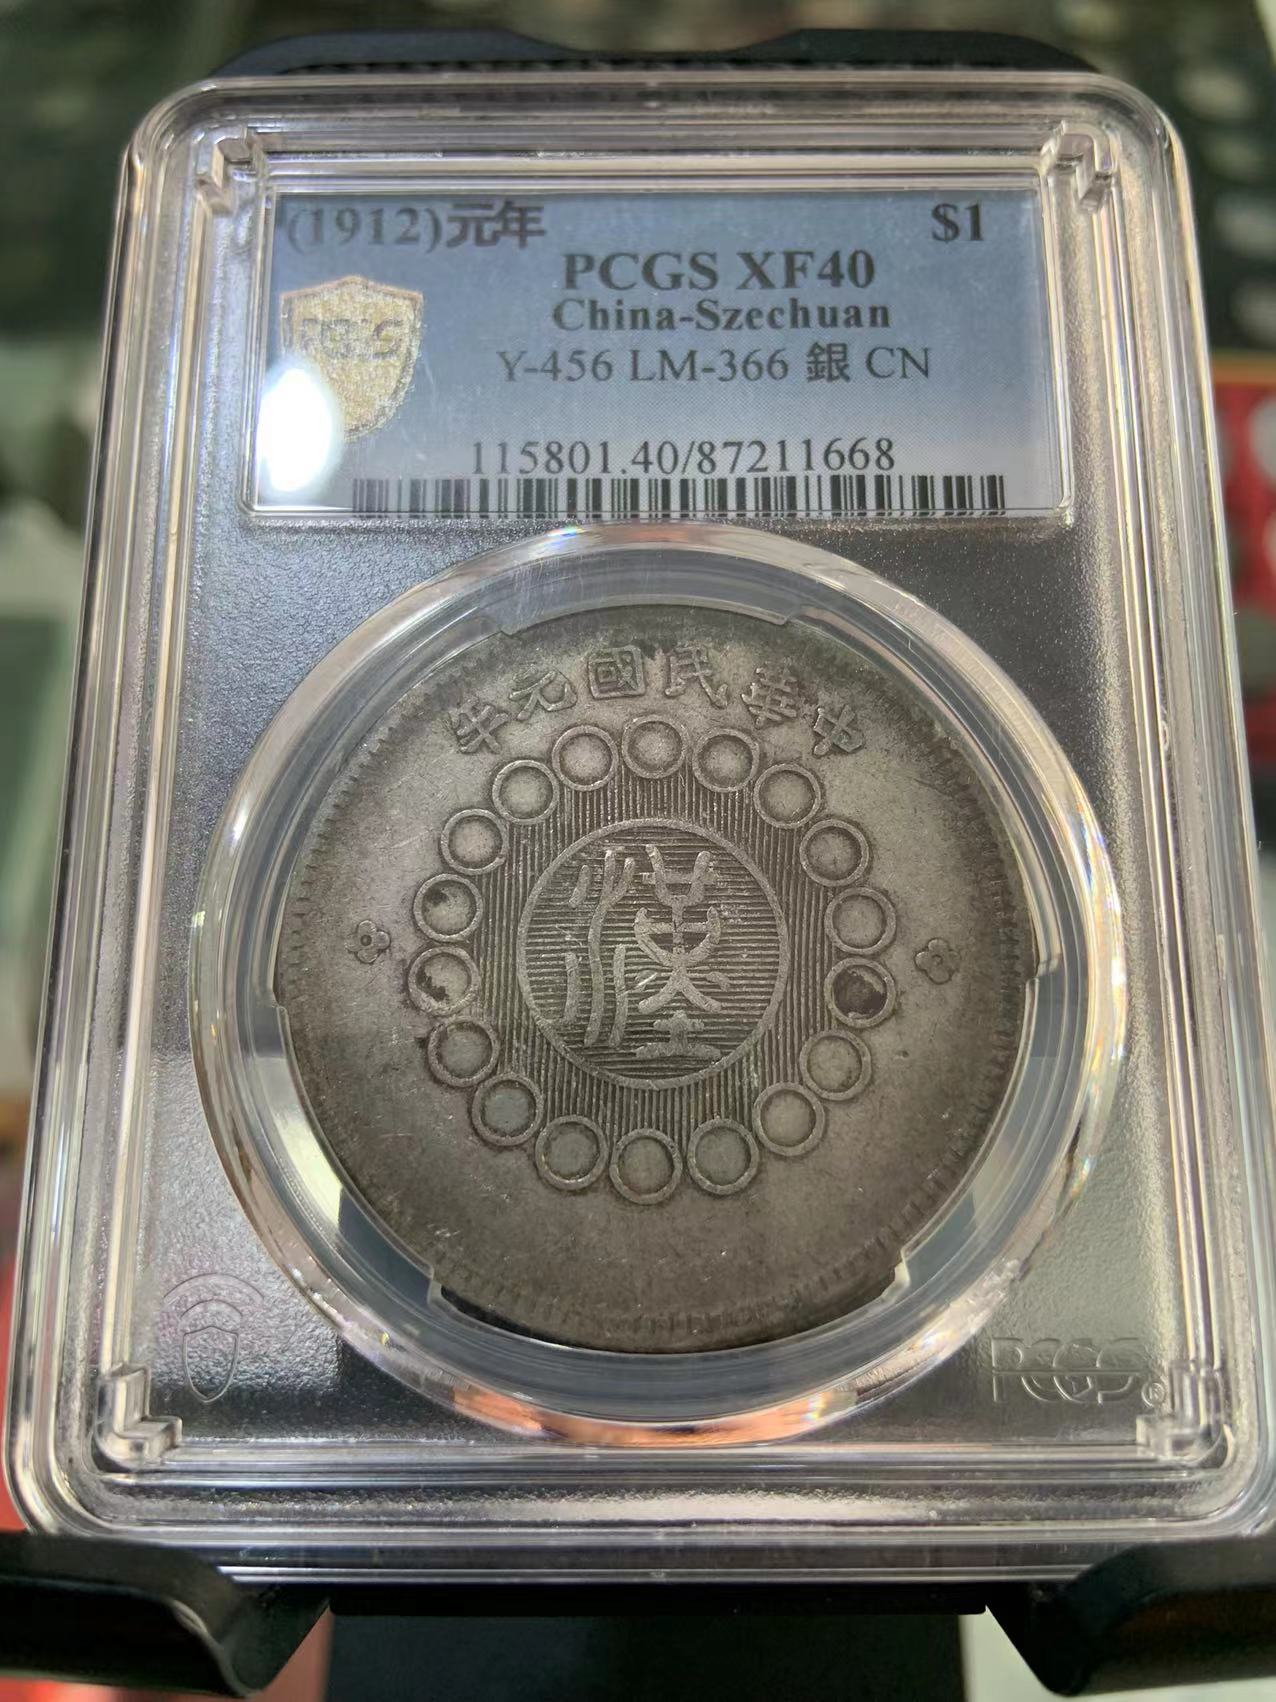 (1912)元年 $1
PCGS XF40
China-Szechuan
PCGS
Y-456 LM-366 銀 CN
115801.40/87211668
年元國民華中
漢
PCGS®